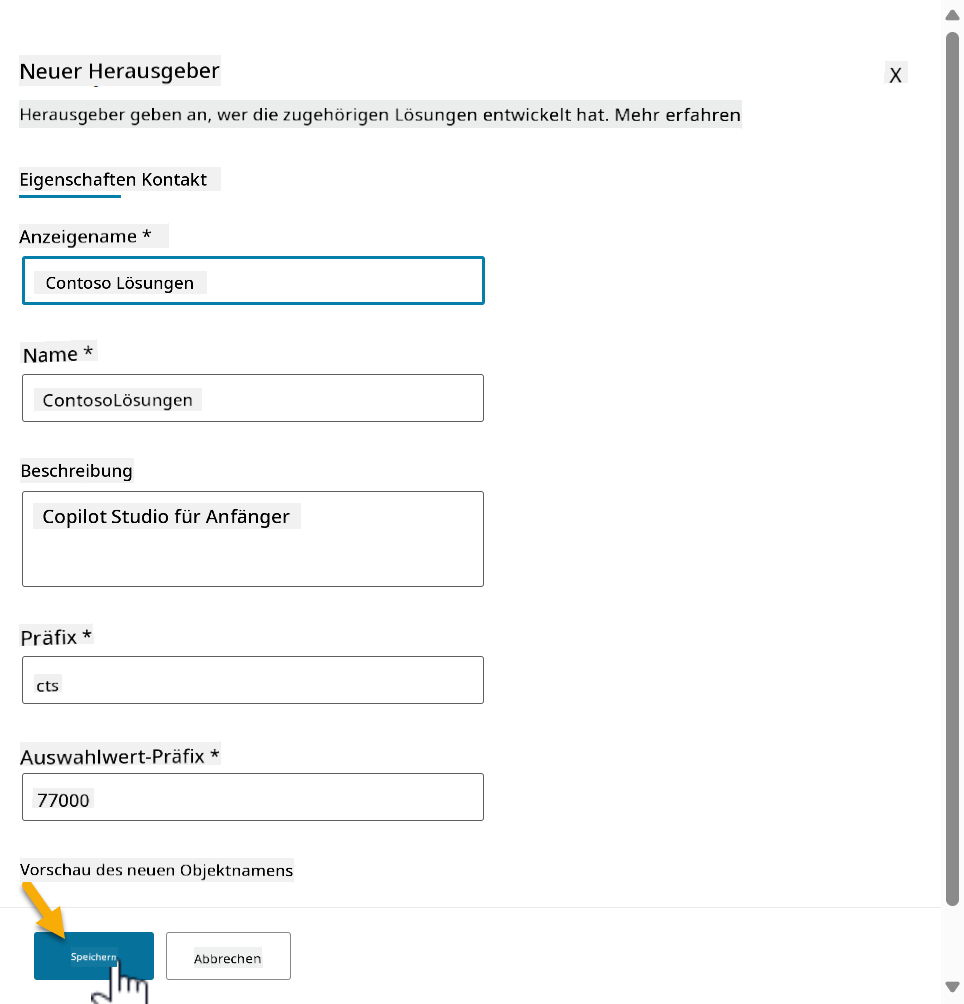 Neuer Herausgeber
X
Herausgeber geben an, wer die zugehörigen Lösungen entwickelt hat. Mehr erfahren
Eigenschaften Kontakt
Anzeigename *
Contoso Lösungen
Name *
ContosoLösungen
Beschreibung
Copilot Studio für Anfänger
Präfix *
cts
Auswahlwert-Präfix *
77000
Vorschau des neuen Objektnamens
Speichern
Abbrechen